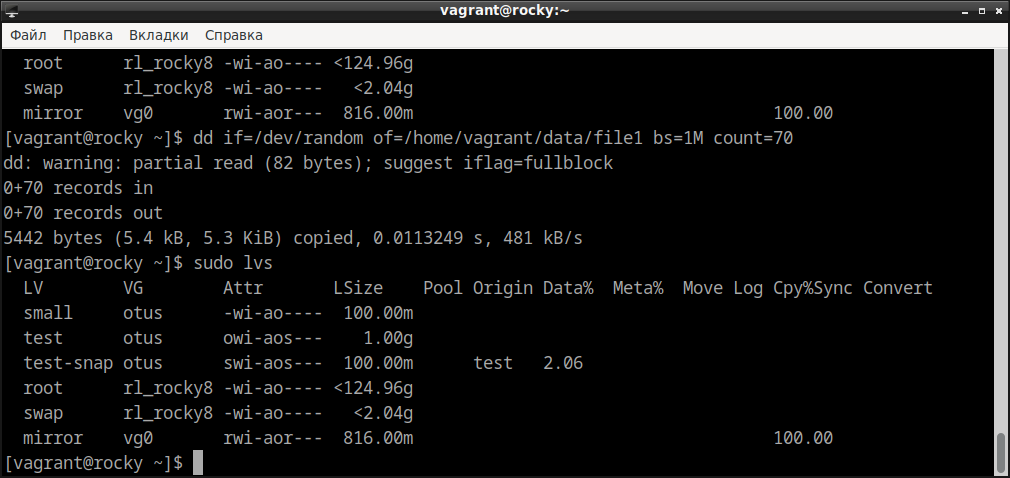 vagrant@rocky:~
Файл Правка Вкладки Справка
root rl_rocky8 -wi-ao---- <124.96g
swap rl_rocky8 -wi-ao---- <2.04g
mirror vg0 rwi-aor--- 816.00m 100.00
[vagrant@rocky ~]$ dd if=/dev/random of=/home/vagrant/data/file1 bs=1M count=70
dd: warning: partial read (82 bytes); suggest iflag=fullblock
0+70 records in
0+70 records out
5442 bytes (5.4 kB, 5.3 KiB) copied, 0.0113249 s, 481 kB/s
[vagrant@rocky ~]$ sudo lvs
LV VG Attr LSize Pool Origin Data% Meta% Move Log Cpy%Sync Convert
small otus -wi-ao---- 100.00m
test otus owi-aos--- 1.00g
test-snap otus swi-aos--- 100.00m test 2.06
root rl_rocky8 -wi-ao---- <124.96g
swap rl_rocky8 -wi-ao---- <2.04g
mirror vg0 rwi-aor--- 816.00m 100.00
[vagrant@rocky ~]$